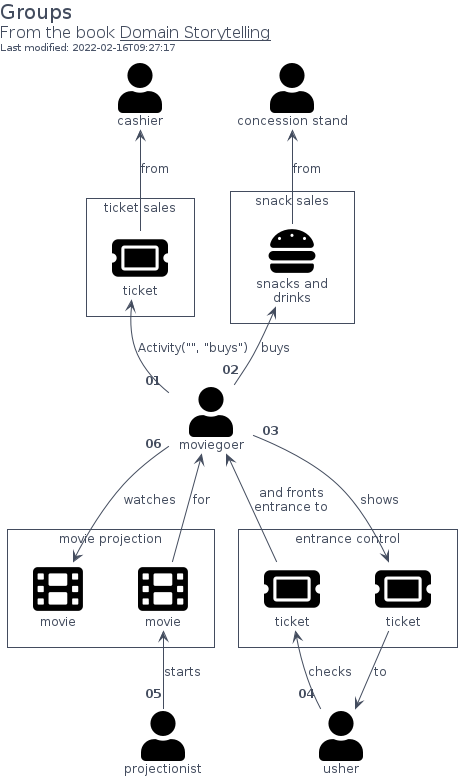 Groups
From the book Domain Storytelling
Last modified: 2022-02-16T09:27:17
cashier
concession stand
from
from
ticket sales
snack sales
ticket
snacks and
drinks
Activity("", "buys")
buys
01
02
moviegoer
03
06
watches
for
and fronts
entrance to
shows
movie projection
entrance control
movie
movie
ticket
ticket
starts
checks
to
05
04
projectionist
usher